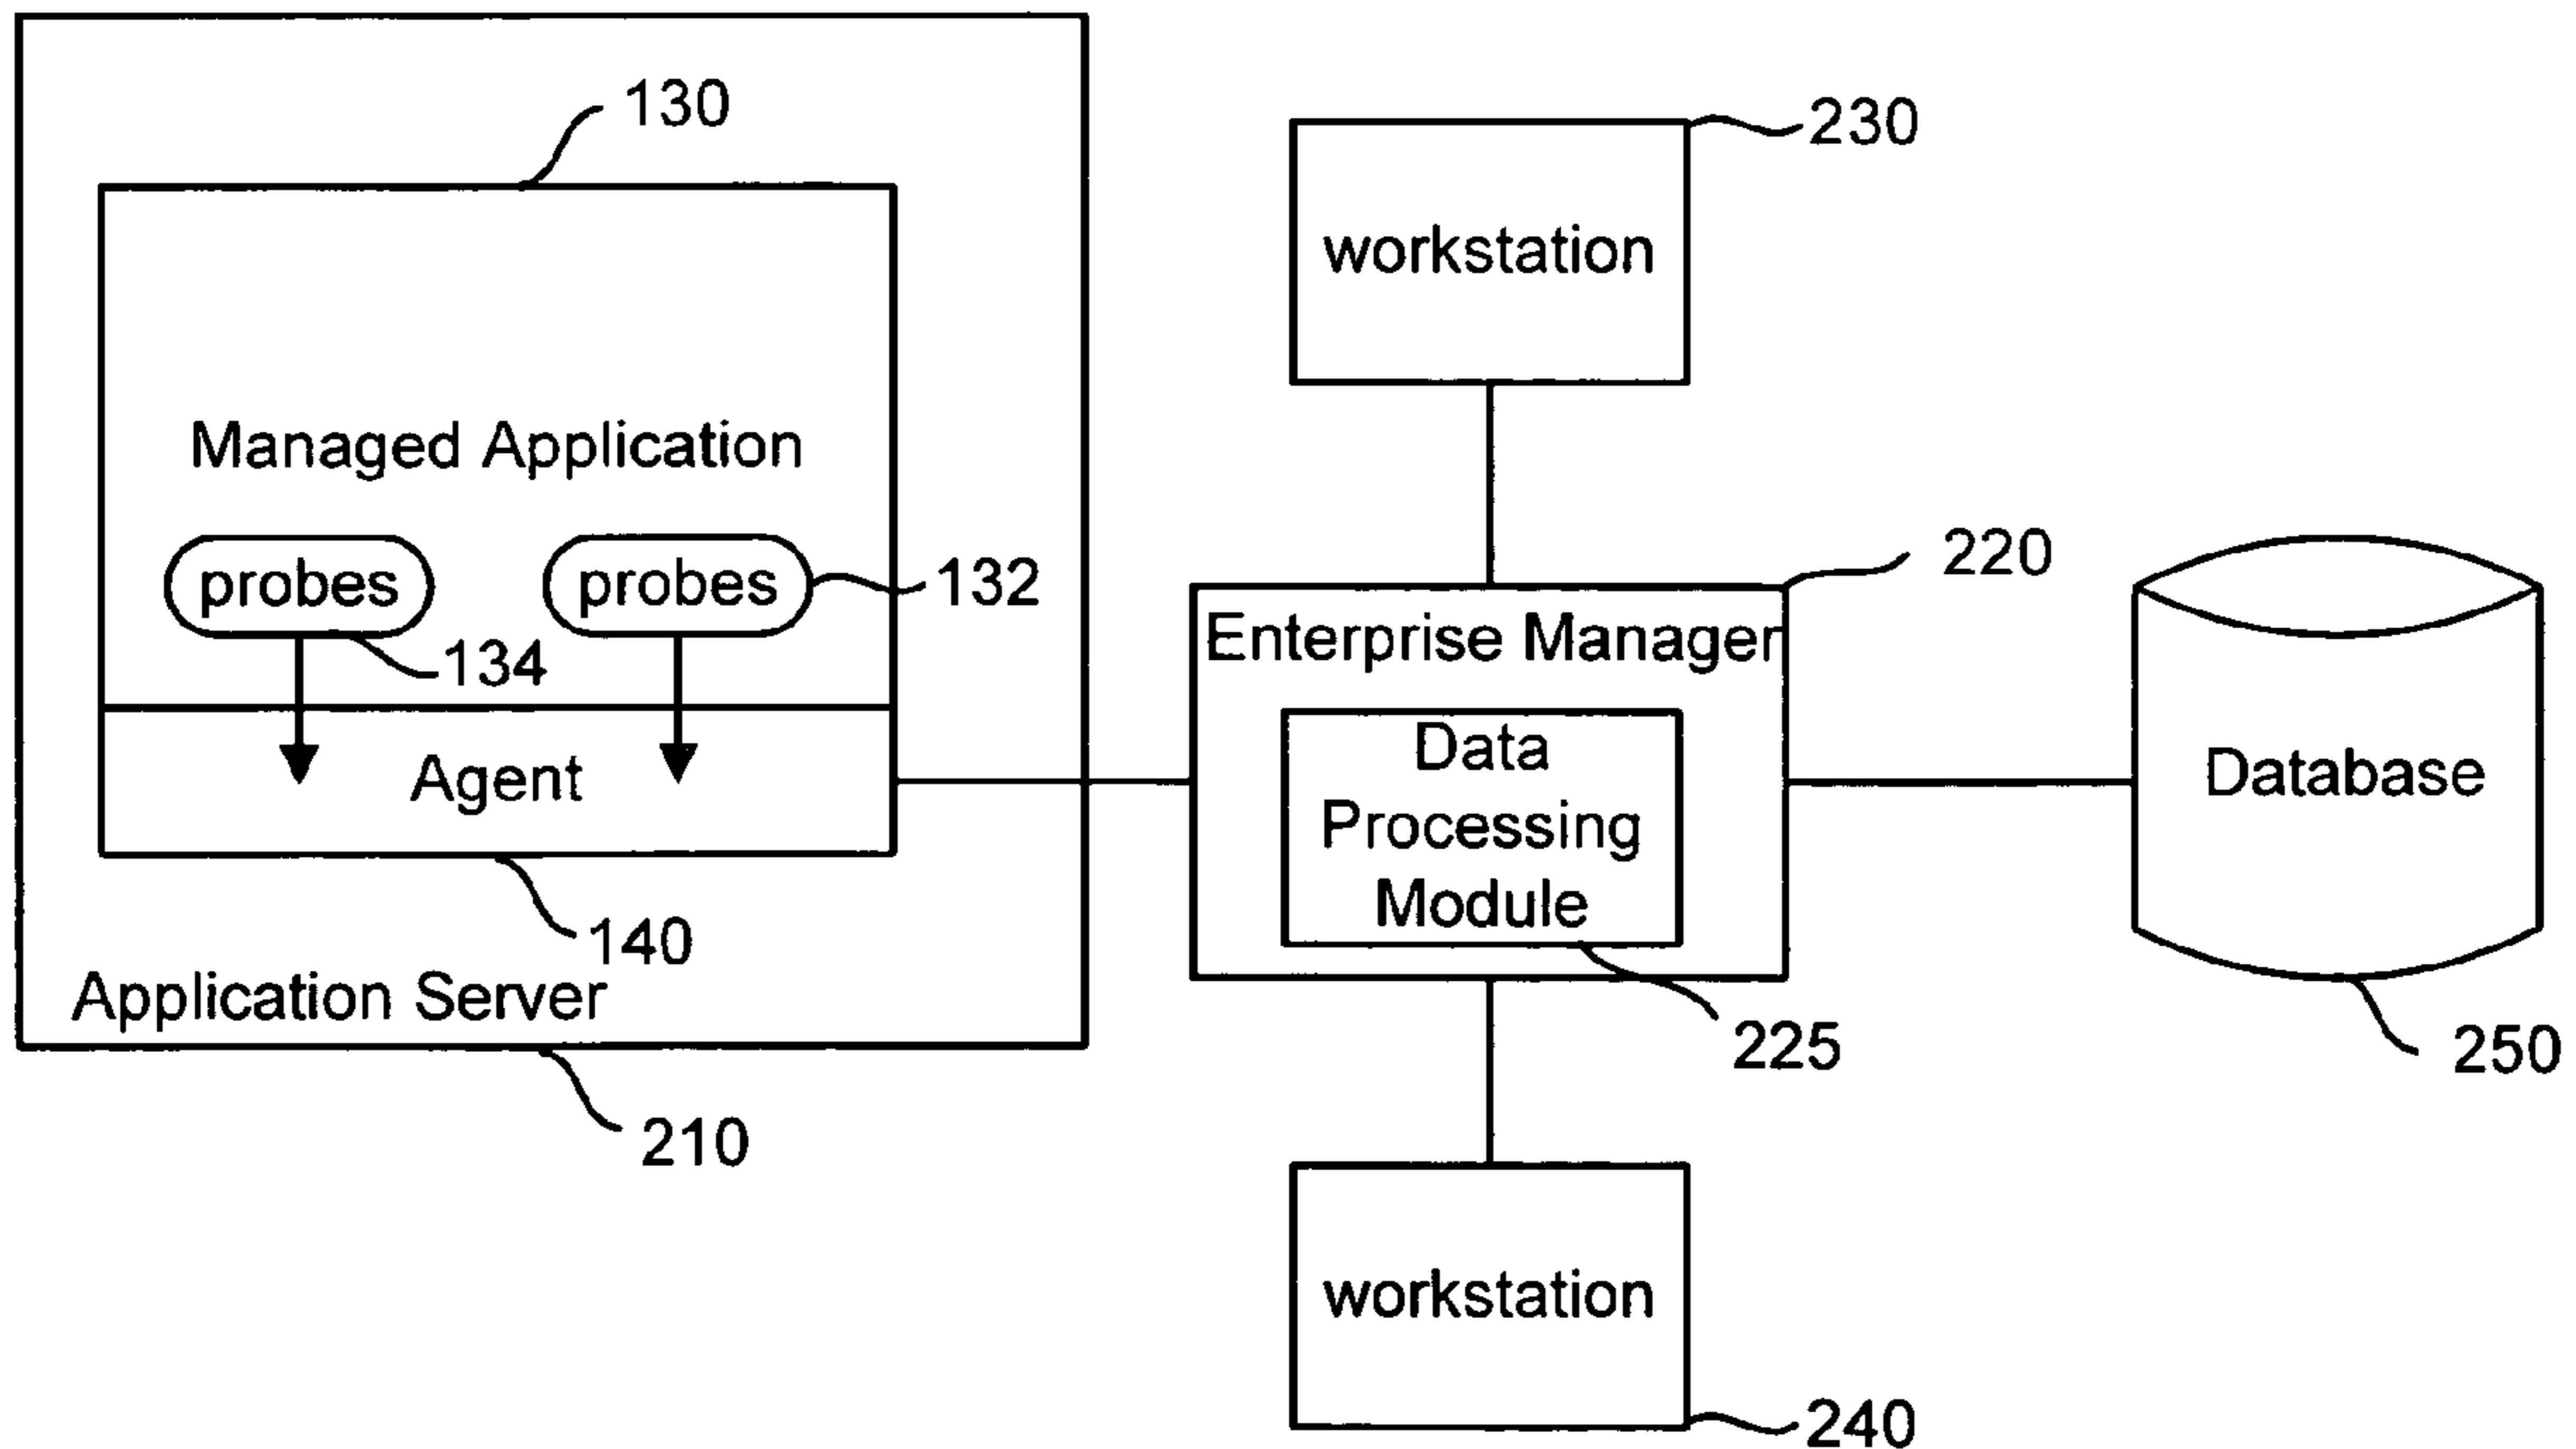 130
230
workstation
Managed Application
probes
probes
132
134
220
Enterprise Manager
Data
Processing
Module
Database
Agent
140
Application Server
225
250
210
workstation
240